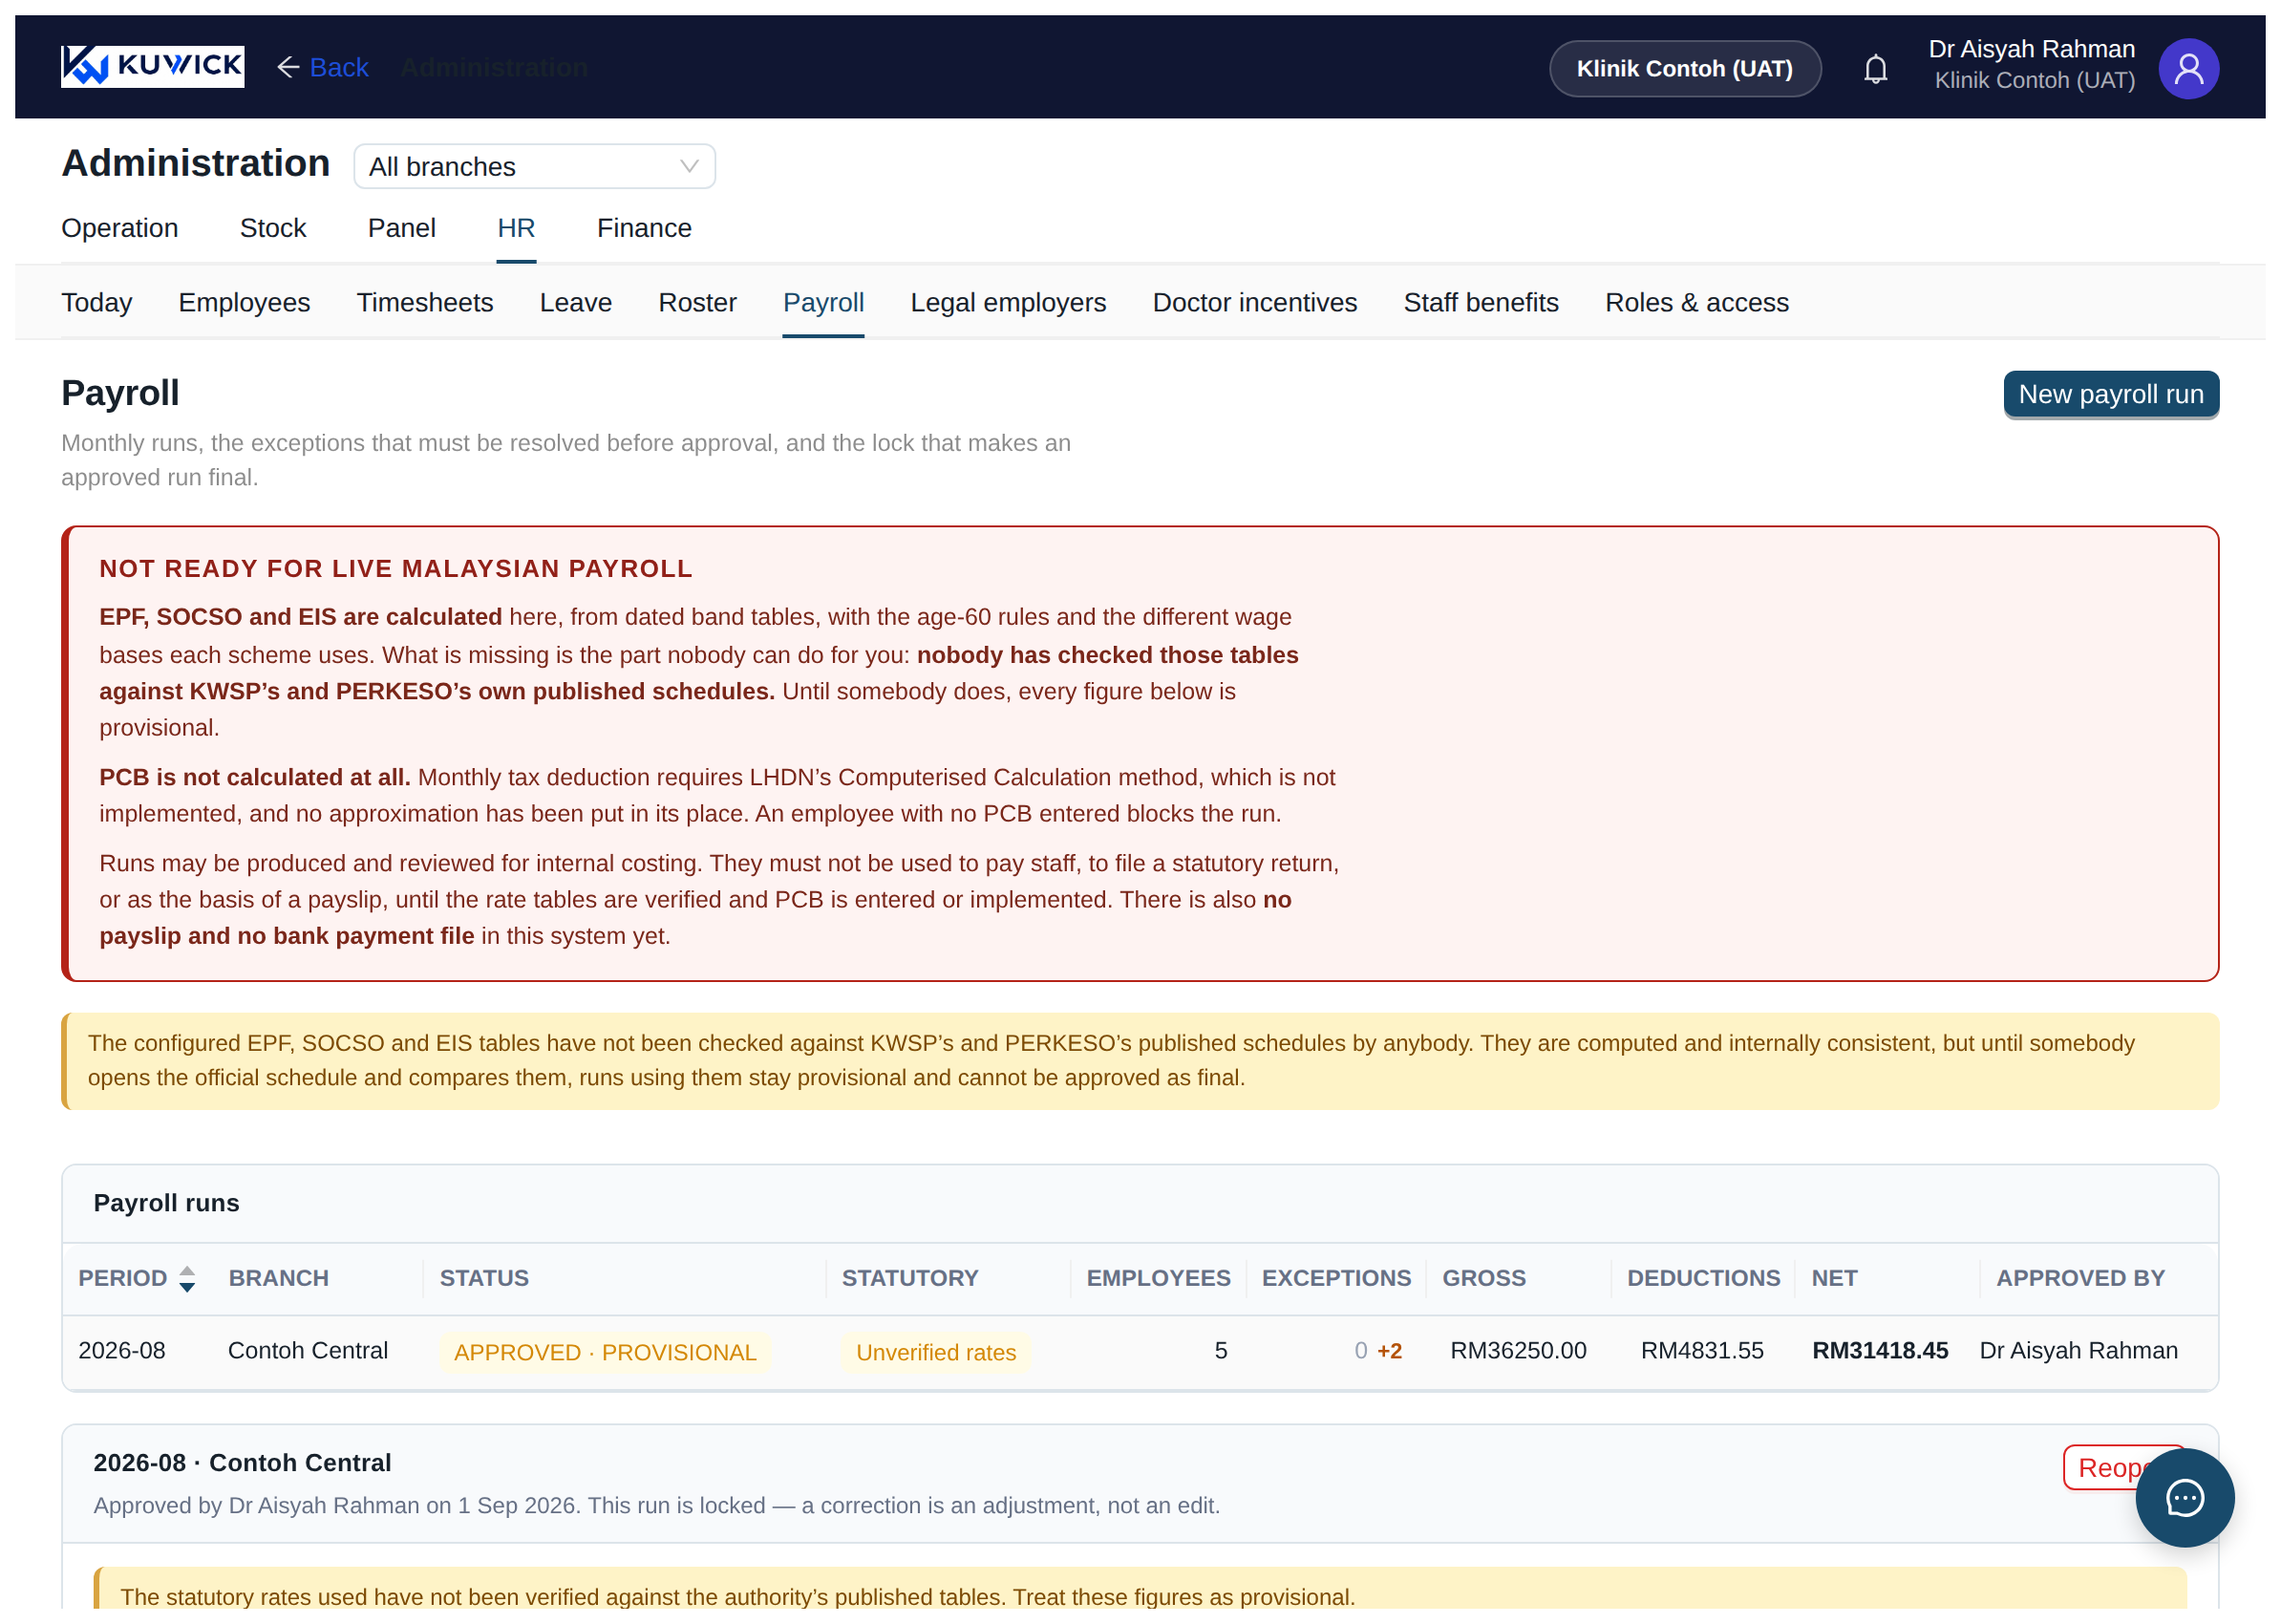 KUWICK
Back
Administration
Klinik Contoh (UAT)
Dr Aisyah Rahman
Klinik Contoh (UAT)
Administration
All branches
Operation Stock Panel HR Finance
Today Employees Timesheets Leave Roster Payroll Legal employers Doctor incentives Staff benefits Roles & access
Payroll
New payroll run
Monthly runs, the exceptions that must be resolved before approval, and the lock that makes an
approved run final.
NOT READY FOR LIVE MALAYSIAN PAYROLL
EPF, SOCSO and EIS are calculated here, from dated band tables, with the age-60 rules and the different wage
bases each scheme uses. What is missing is the part nobody can do for you: nobody has checked those tables
against KWSP’s and PERKESO’s own published schedules. Until somebody does, every figure below is
provisional.
PCB is not calculated at all. Monthly tax deduction requires LHDN’s Computerised Calculation method, which is not
implemented, and no approximation has been put in its place. An employee with no PCB entered blocks the run.
Runs may be produced and reviewed for internal costing. They must not be used to pay staff, to file a statutory return,
or as the basis of a payslip, until the rate tables are verified and PCB is entered or implemented. There is also no
payslip and no bank payment file in this system yet.
The configured EPF, SOCSO and EIS tables have not been checked against KWSP’s and PERKESO’s published schedules by anybody. They are computed and internally consistent, but until somebody
opens the official schedule and compares them, runs using them stay provisional and cannot be approved as final.
Payroll runs
PERIOD BRANCH STATUS STATUTORY EMPLOYEES EXCEPTIONS GROSS DEDUCTIONS NET APPROVED BY
2026-08 Contoh Central APPROVED · PROVISIONAL Unverified rates 5 0 +2 RM36250.00 RM4831.55 RM31418.45 Dr Aisyah Rahman
2026-08 · Contoh Central
Approved by Dr Aisyah Rahman on 1 Sep 2026. This run is locked — a correction is an adjustment, not an edit.
The statutory rates used have not been verified against the authority’s published tables. Treat these figures as provisional.